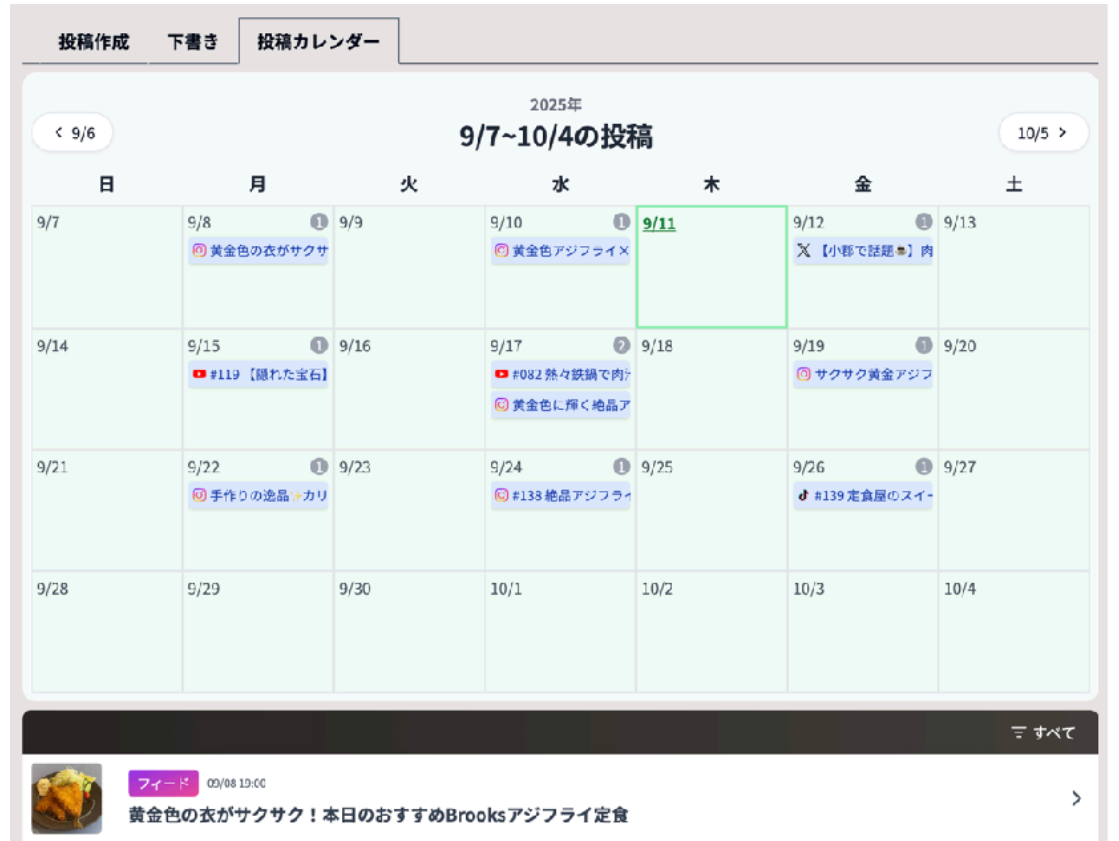 投稿作成 下書き 投稿カレンダー
2025年
< 9/6
9/7~10/4の投稿
10/5 >
日 月 火 水 木 金 土
9/7 9/8 1 9/9 9/10 1 9/11 9/12 1 9/13
黄金色の衣がサクサ 黄金色アジフライ 【小郡で話題 】肉
9/14 9/15 1 9/16 9/17 2 9/18 9/19 1 9/20
#119 【隠れた宝石】 #082 熱々鉄鍋で肉 サクサク黄金アジフ
黄金色に輝く絶品ア
9/21 9/22 1 9/23 9/24 1 9/25 9/26 1 9/27
手作りの逸品✨カリ #138 絶品アジフラ #139 定食屋のスイー
9/28 9/29 9/30 10/1 10/2 10/3 10/4
すべて
フィード 09/08 19:00
黄金色の衣がサクサク！本日のおすすめBrooksアジフライ定食